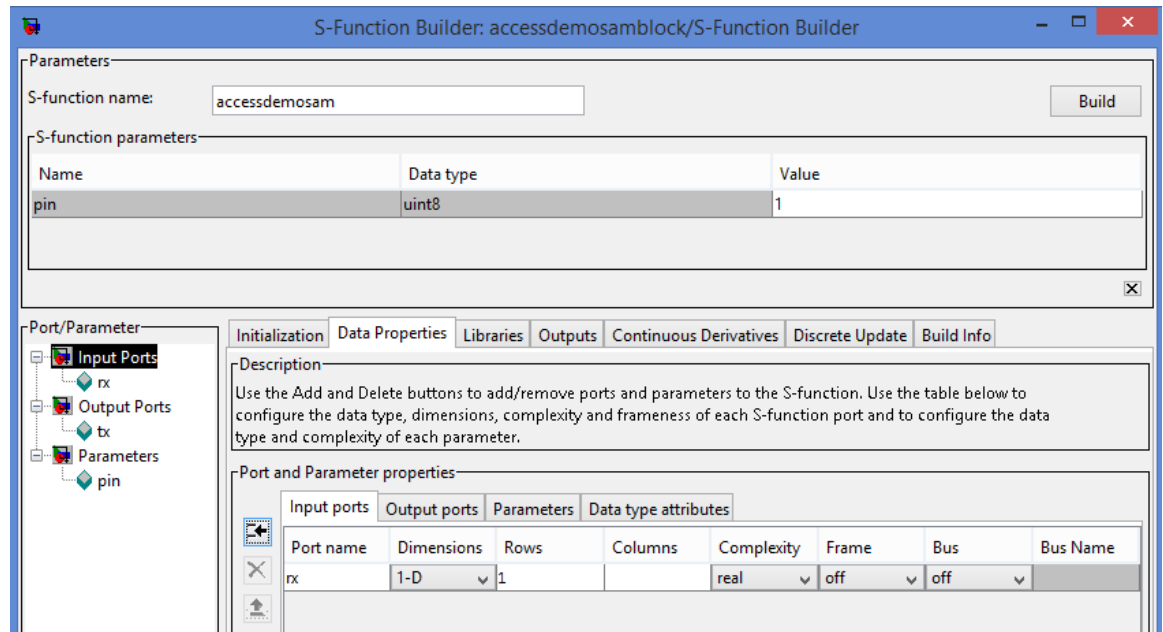 S-Function Builder: accessdemosamblock/S-Function Builder
Parameters
S-function name: accessdemosam Build
S-function parameters
Name Data type Value
pin uint8 1
Port/Parameter
Input Ports
rx
Output Ports
tx
Parameters
pin
Initialization Data Properties Libraries Outputs Continuous Derivatives Discrete Update Build Info
Description
Use the Add and Delete buttons to add/remove ports and parameters to the S-function. Use the table below to
configure the data type, dimensions, complexity and frameness of each S-function port and to configure the data
type and complexity of each parameter.
Port and Parameter properties
Input ports Output ports Parameters Data type attributes
Port name Dimensions Rows Columns Complexity Frame Bus Bus Name
rx 1-D 1 real off off